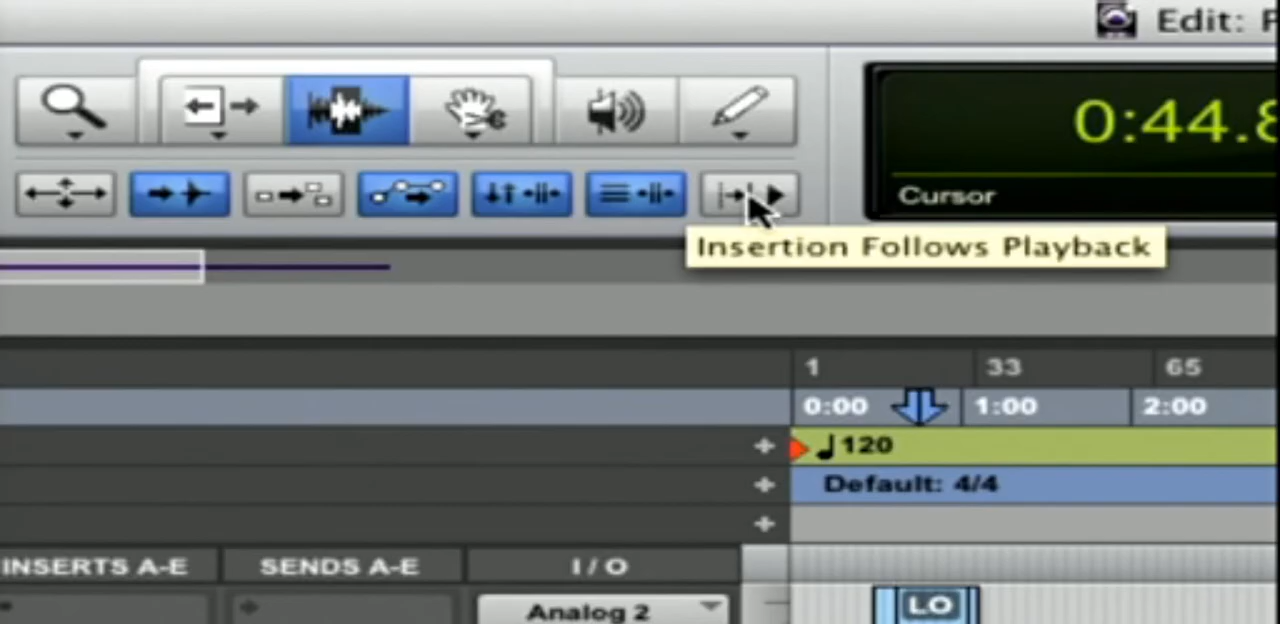 Edit: F
0:44.8
Cursor
Insertion Follows Playback
1 33 65
0:00 1:00 2:00
120
Default: 4/4
INSERTS A-E SENDS A-E I / O
Analog 2 LO